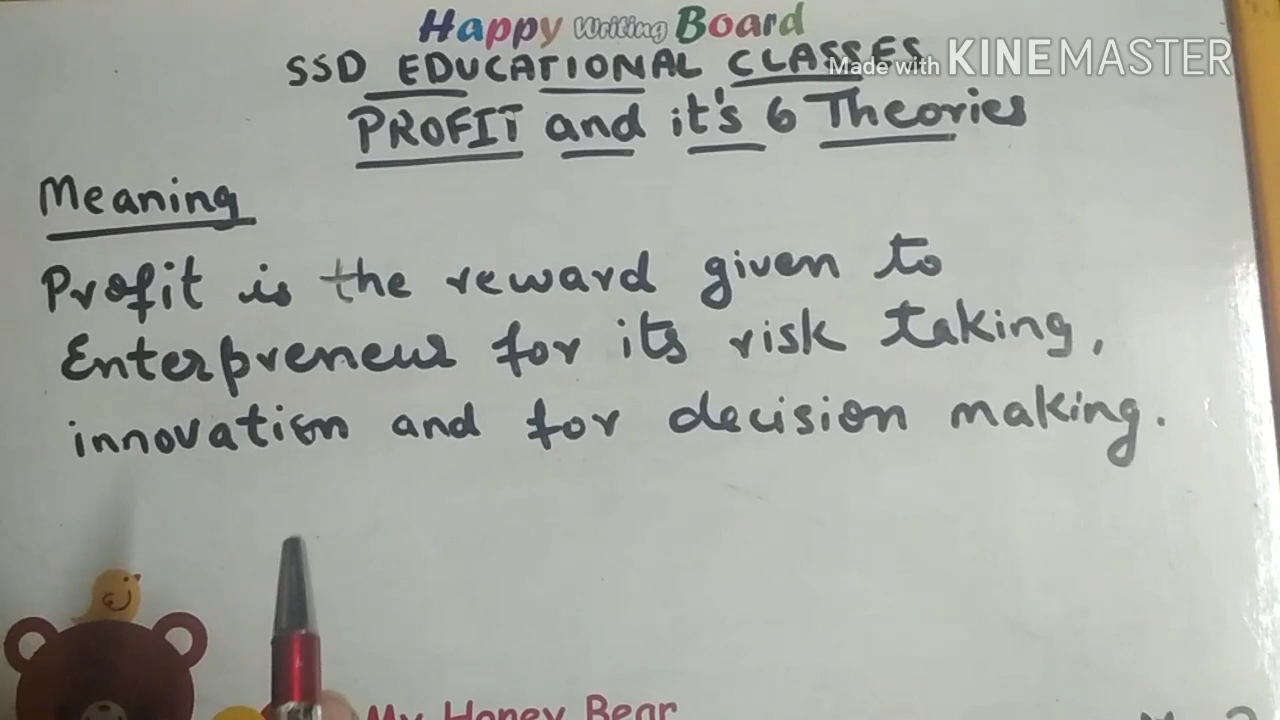 Happy Writing Board
SSD EDUCATIONAL CLASSES
Made with KINEMASTER
PROFIT and it's 6 Theories
Meaning
Profit is the reward given to
Enterpreneur for its risk taking,
innovation and for decision making.
My Honey Bear